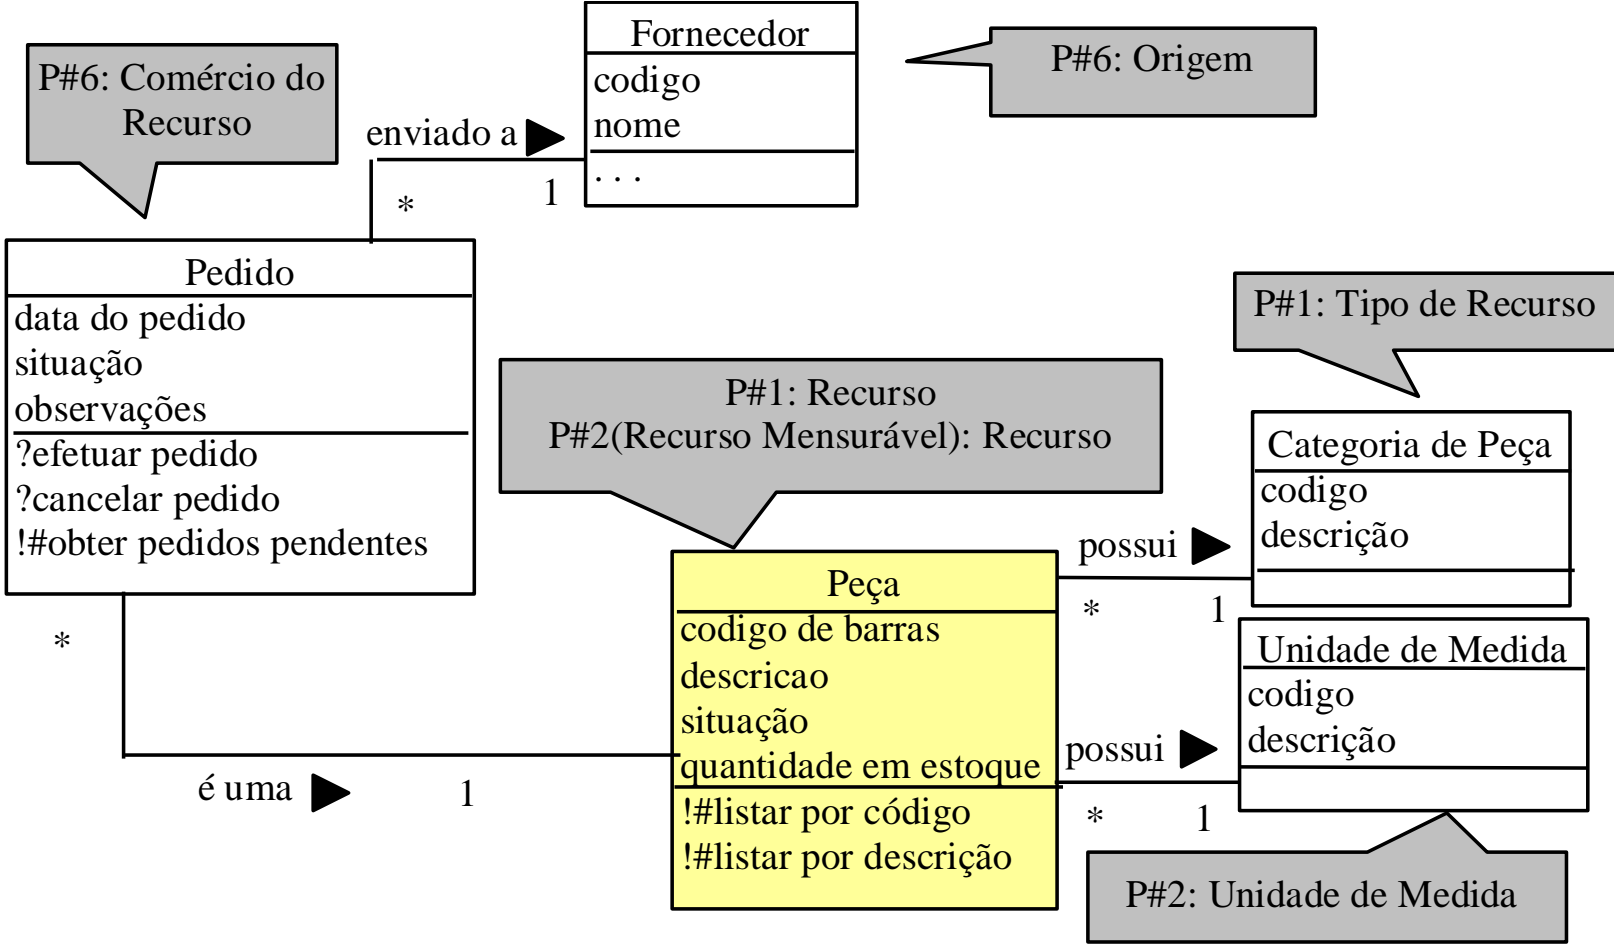 Fornecedor
codigo
nome
. . .
P#6: Origem
P#6: Comércio do
Recurso
enviado a
*
1
Pedido
data do pedido
situação
observações
?efetuar pedido
?cancelar pedido
!#obter pedidos pendentes
P#1: Tipo de Recurso
P#1: Recurso
P#2(Recurso Mensurável): Recurso
Categoria de Peça
codigo
descrição
possui
*
1
Peça
codigo de barras
descricao
situação
quantidade em estoque
!#listar por código
!#listar por descrição
*
é uma
1
Unidade de Medida
codigo
descrição
possui
*
1
P#2: Unidade de Medida